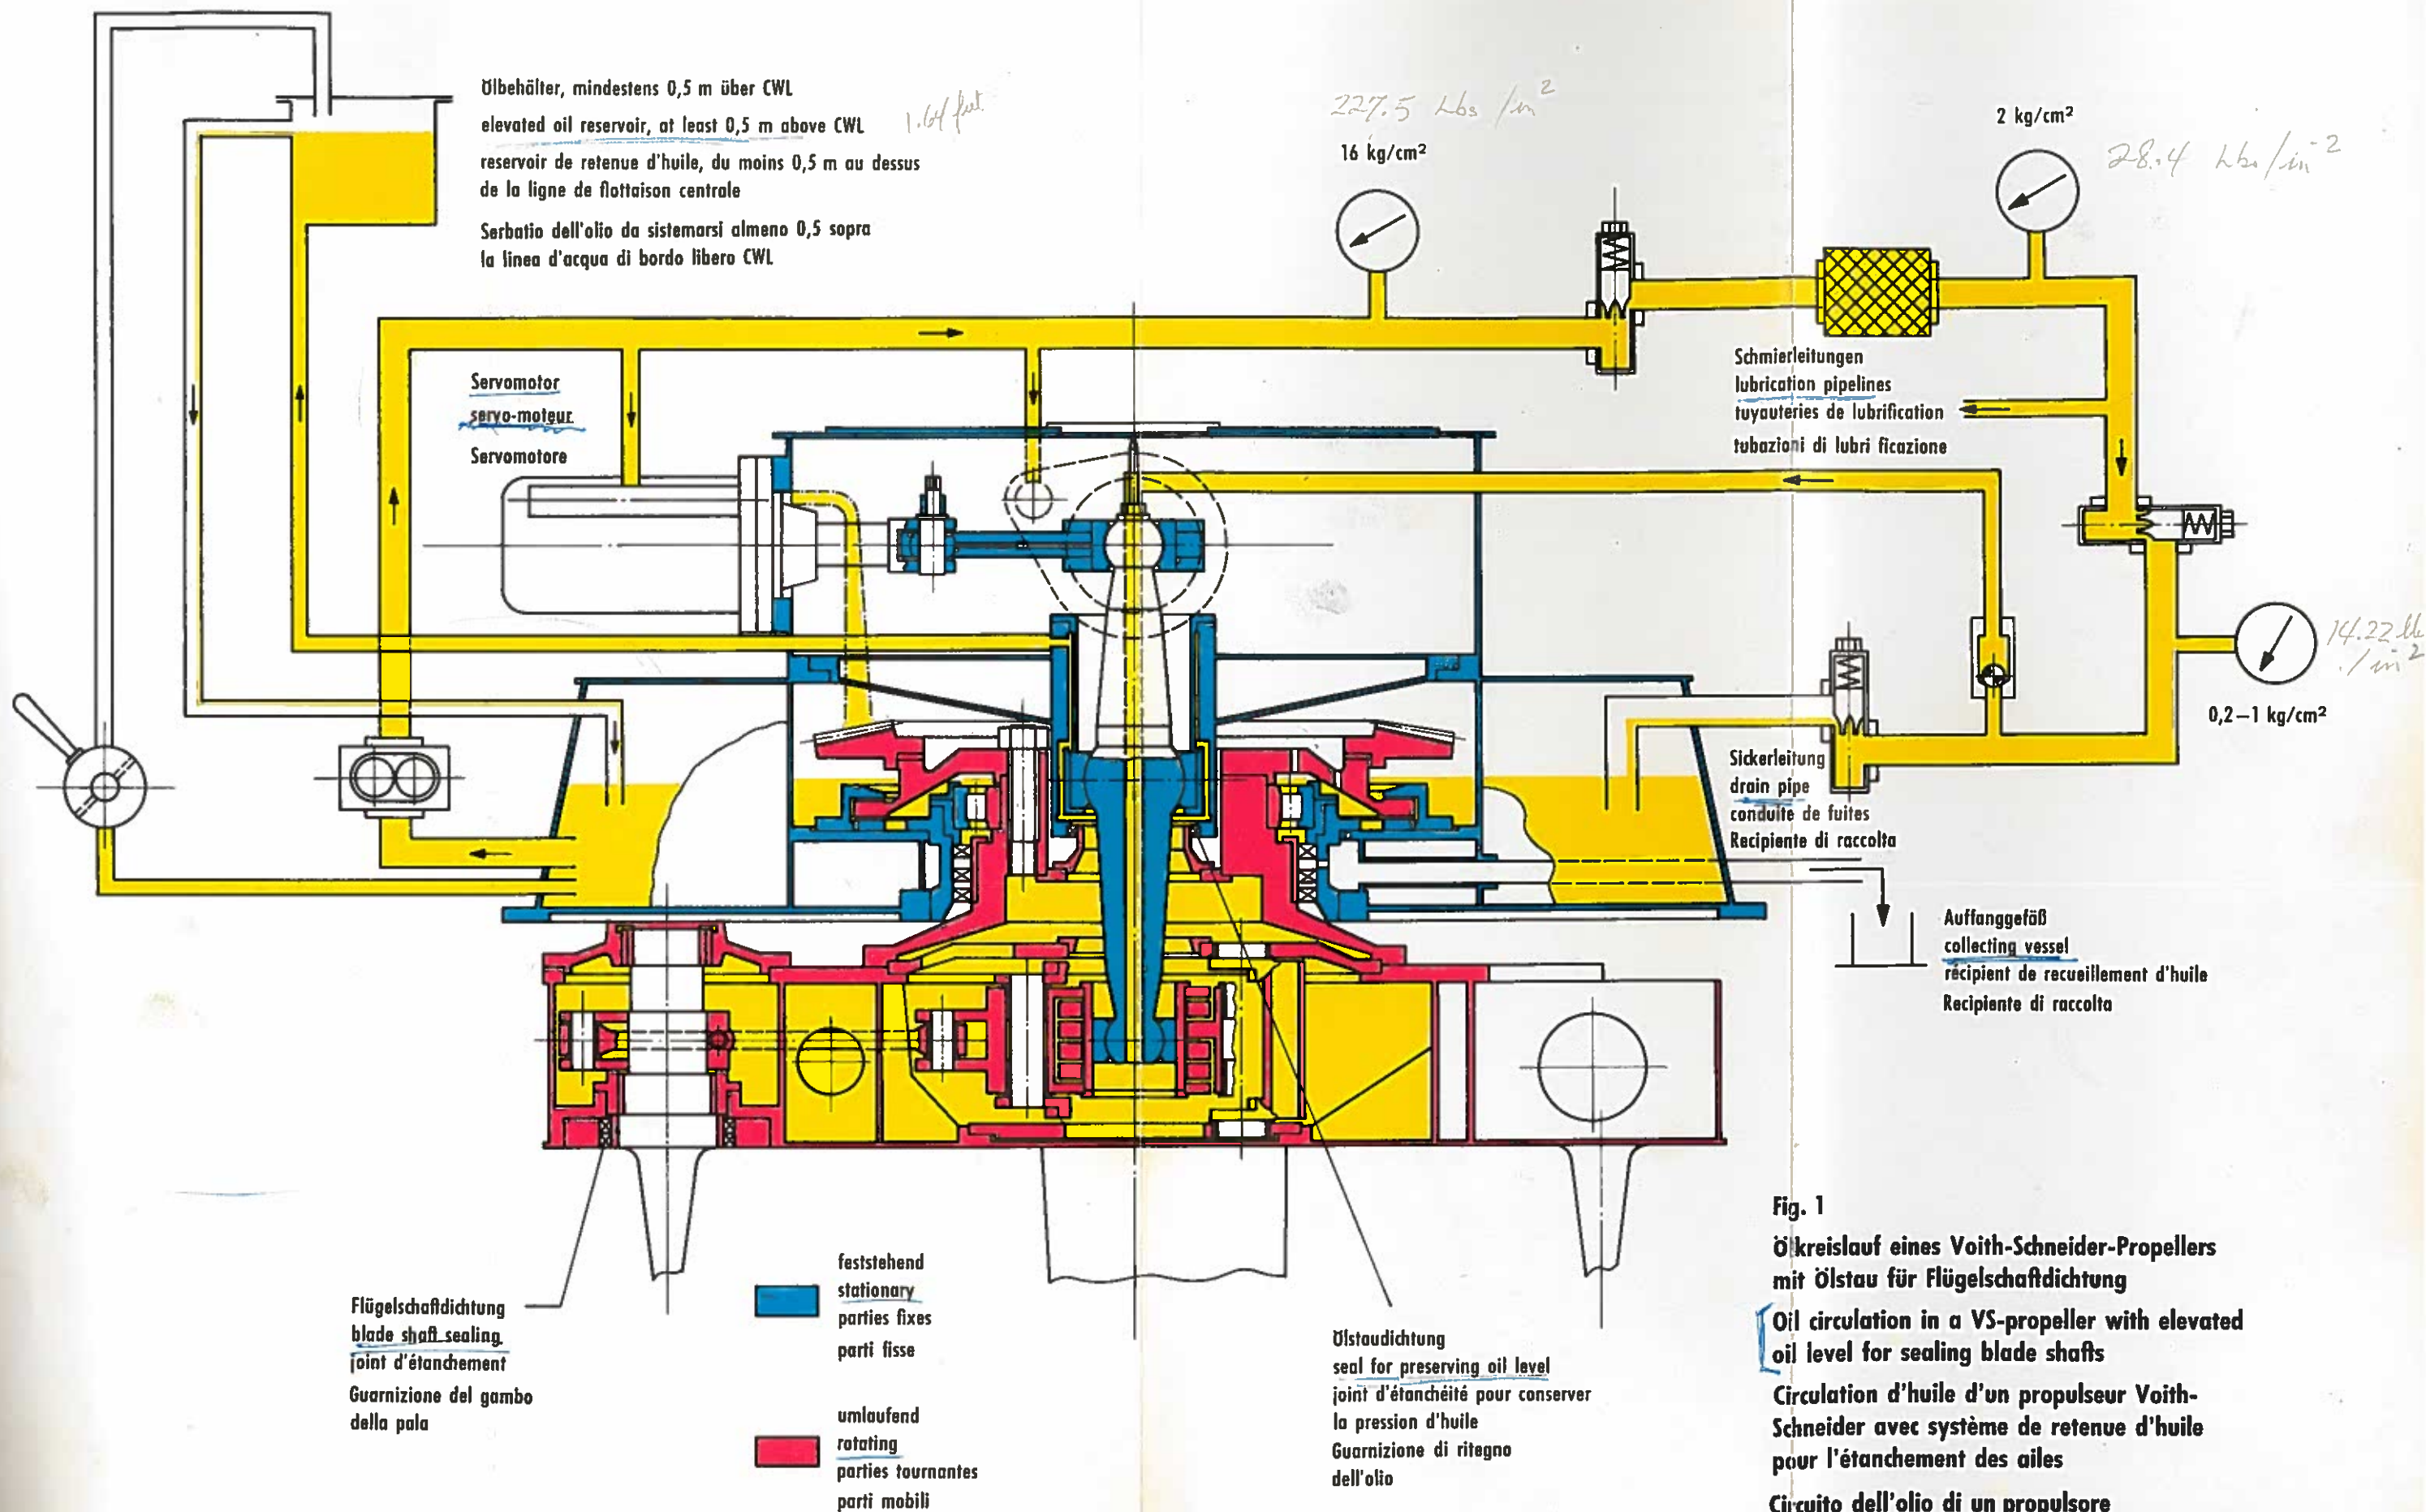 Ölbehälter, mindestens 0,5 m über CWL
elevated oil reservoir, at least 0,5 m above CWL
1.64 feet
reservoir de retenue d'huile, du moins 0,5 m au dessus
de la ligne de flottaison centrale
Serbatio dell'olio da sistemarsi almeno 0,5 sopra
la linea d'acqua di bordo libero CWL
227.5 Lbs /in²
16 kg/cm²
2 kg/cm²
28.4 Lbs/in²
Servomotor
servo-moteur
Servomotore
Schmierleitungen
lubrication pipelines
tuyauteries de lubrification
tubazioni di lubri ficazione
14.22
/in²
0,2–1 kg/cm²
Sickerleitung
drain pipe
conduite de fuites
Recipiente di raccolta
Auffanggefäß
collecting vessel
récipient de recueillement d'huile
Recipiente di raccolta
Flügelschaftdichtung
blade shaft sealing
joint d'étanchement
Guarnizione del gambo
della pala
feststehend
stationary
parties fixes
parti fisse
umlaufend
rotating
parties tournantes
parti mobili
Ölstaudichtung
seal for preserving oil level
joint d'étanchéité pour conserver
la pression d'huile
Guarnizione di ritegno
dell'olio
Fig. 1
Ölkreislauf eines Voith-Schneider-Propellers
mit Ölstau für Flügelschaftdichtung
Oil circulation in a VS-propeller with elevated
oil level for sealing blade shafts
Circulation d'huile d'un propulseur Voith-
Schneider avec système de retenue d'huile
pour l'étanchement des ailes
Circuito dell'olio di un propulsore